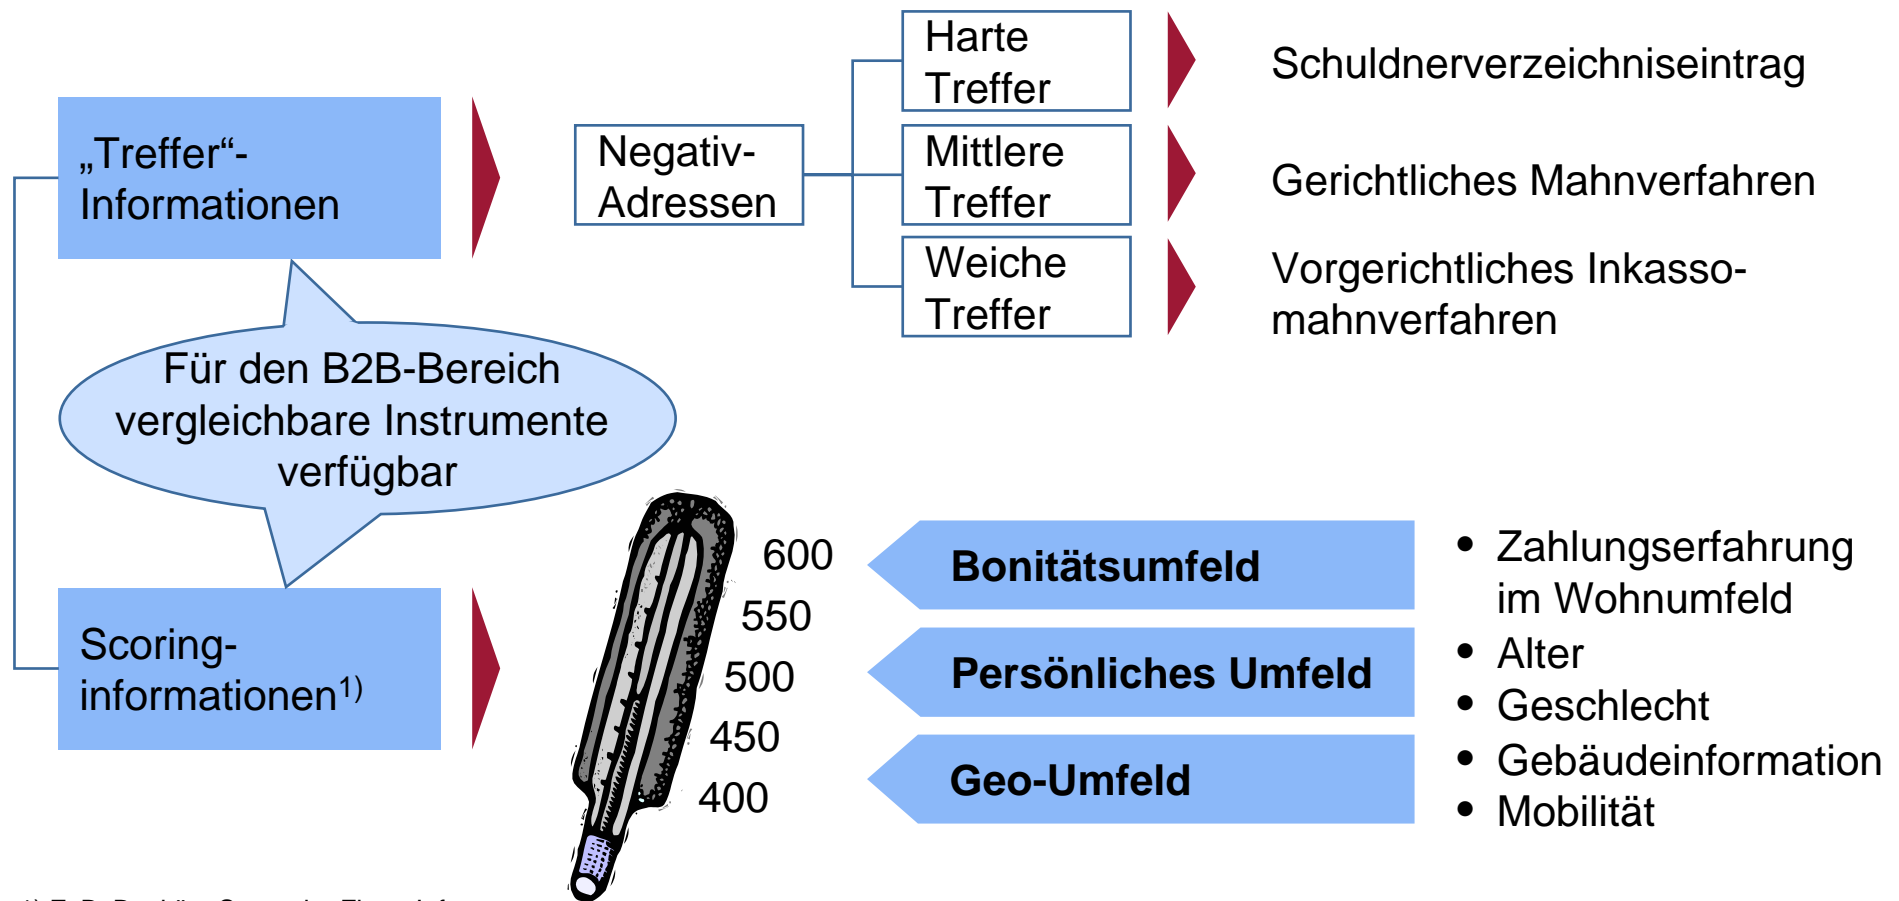 „Treffer“-
Informationen
Negativ-
Adressen
Harte
Treffer
Schuldnerverzeichniseintrag
Mittlere
Treffer
Gerichtliches Mahnverfahren
Weiche
Treffer
Vorgerichtliches Inkasso-
mahnverfahren
Für den B2B-Bereich
vergleichbare Instrumente
verfügbar
Scoring-
informationen1)
600
550
500
450
400
Bonitätsumfeld
• Zahlungserfahrung
im Wohnumfeld
Persönliches Umfeld
• Alter
• Geschlecht
Geo-Umfeld
• Gebäudeinformation
• Mobilität